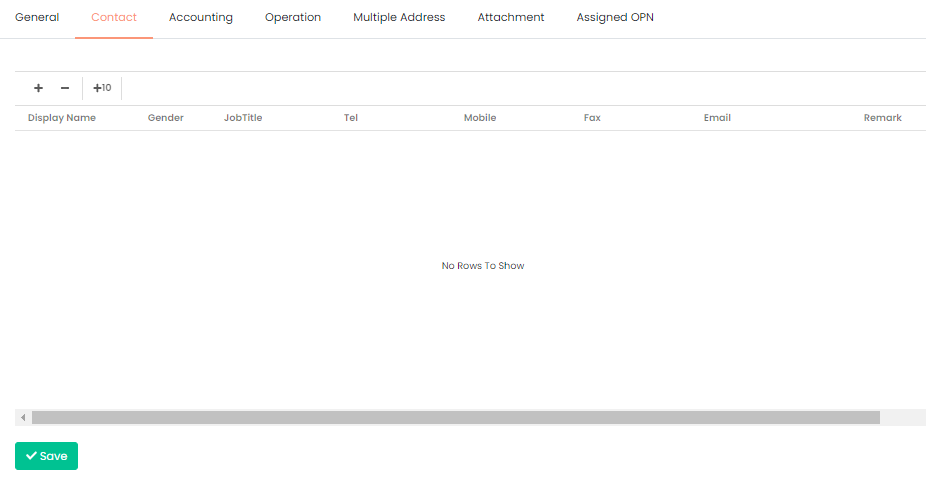 General Contact Accounting Operation Multiple Address Attachment Assigned OPN
+10
Display Name Gender JobTitle Tel Mobile Fax Email Remark
No Rows To Show
Save